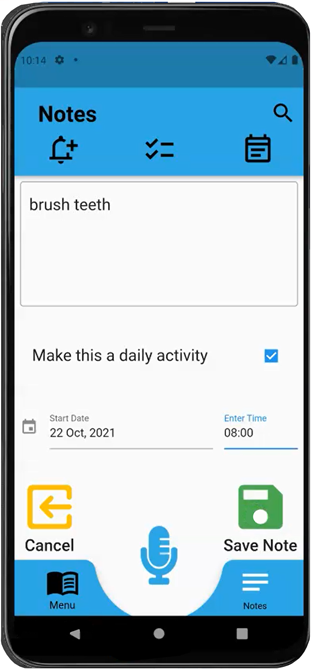 10:14
Notes
brush teeth
Make this a daily activity
Start Date
22 Oct, 2021
Enter Time
08:00
Cancel
Save Note
Menu
Notes